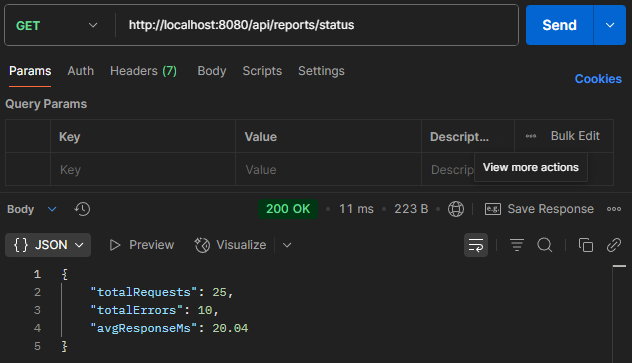 GET http://localhost:8080/api/reports/status Send
Params Auth Headers (7) Body Scripts Settings Cookies
Query Params
Key Value Descript... Bulk Edit
Key Value Descrip
View more actions
Body 200 OK 11 ms 223 B e.g. Save Response
{} JSON Preview Visualize
1 {
2 "totalRequests": 25,
3 "totalErrors": 10,
4 "avgResponseMs": 20.04
5 }